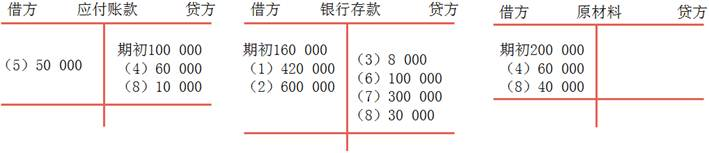 借方 应付账款 贷方
（5）50 000
期初100 000
（4）60 000
（8）10 000
借方 银行存款 贷方
期初160 000
（1）420 000
（2）600 000
（3）8 000
（6）100 000
（7）300 000
（8）30 000
借方 原材料 贷方
期初200 000
（4）60 000
（8）40 000